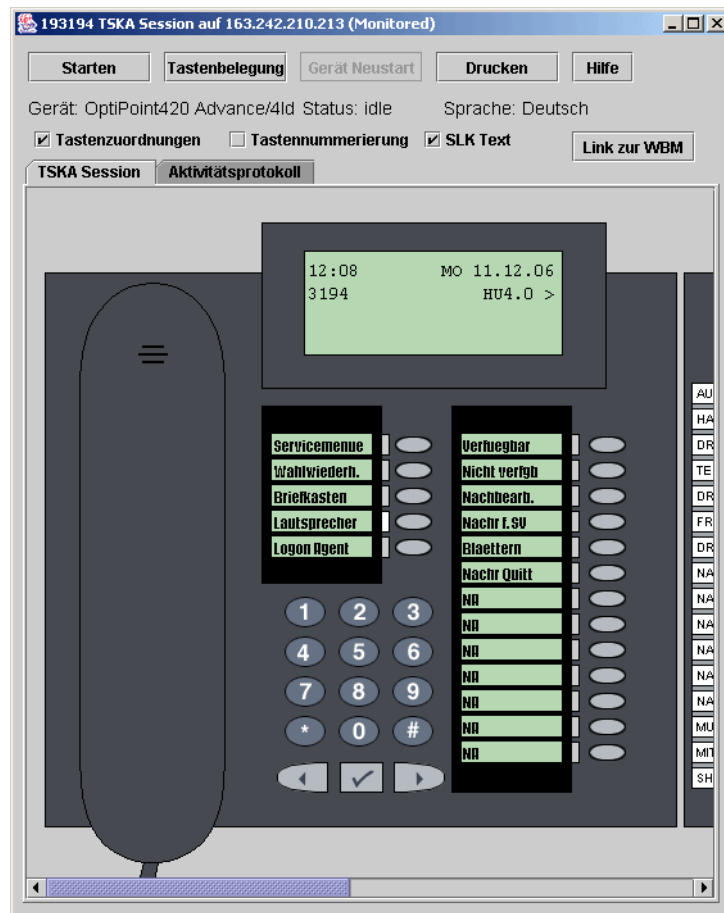 193194 TSKA Session auf 163.242.210.213 (Monitored)
Starten Tastenbelegung Gerät Neustart Drucken Hilfe
Gerät: OptiPoint420 Advance/4ld Status: idle Sprache: Deutsch
Tastenzuordnungen Tastennummerierung SLK Text Link zur WBM
TSKA Session Aktivitätsprotokoll
12:08 MO 11.12.06
3194 HU4.0 >
Servicemenue
Wahlwiederh.
Briefkasten
Lautsprecher
Logon Agent
Verfuegbar
Nicht verfgb
Nachbearb.
Nachr f. SV
Blaettern
Nachr Quitt
NA
NA
NA
NA
NA
NA
NA
1 2 3
4 5 6
7 8 9
* 0 #
AU
HA
DR
TE
DR
FR
DR
NA
NA
NA
NA
NA
NA
MU
MIT
SH